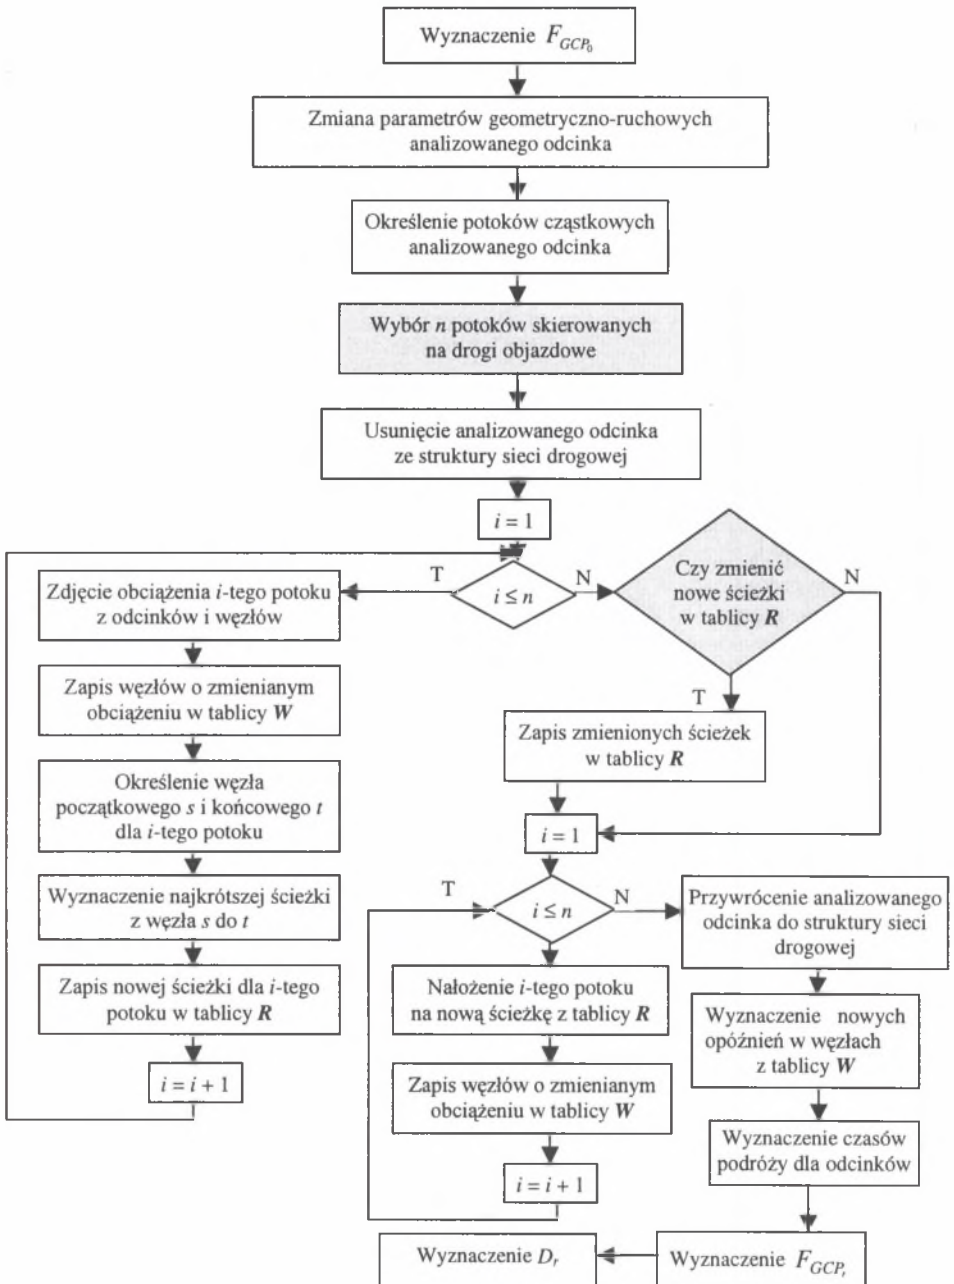 Wyznaczenie F_GCP₀
Zmiana parametrów geometryczno-ruchowych
analizowanego odcinka
Określenie potoków cząstkowych
analizowanego odcinka
Wybór n potoków skierowanych
na drogi objazdowe
Usunięcie analizowanego odcinka
ze struktury sieci drogowej
i = 1
T
i ≤ n
N
Zdjęcie obciążenia i-tego potoku
z odcinków i węzłów
Zapis węzłów o zmienianym
obciążeniu w tablicy W
Określenie węzła
początkowego s i końcowego t
dla i-tego potoku
Wyznaczenie najkrótszej ścieżki
z węzła s do t
Zapis nowej ścieżki dla i-tego
potoku w tablicy R
i = i + 1
Czy zmienić
nowe ścieżki
w tablicy R
N
T
Zapis zmienionych ścieżek
w tablicy R
i = 1
T
i ≤ n
N
Nałożenie i-tego potoku
na nową ścieżkę z tablicy R
Zapis węzłów o zmienianym
obciążeniu w tablicy W
i = i + 1
Przywrócenie analizowanego
odcinka do struktury sieci
drogowej
Wyznaczenie nowych
opóźnień w węzłach
z tablicy W
Wyznaczenie czasów
podróży dla odcinków
Wyznaczenie F_GCPᵣ
Wyznaczenie Dᵣ